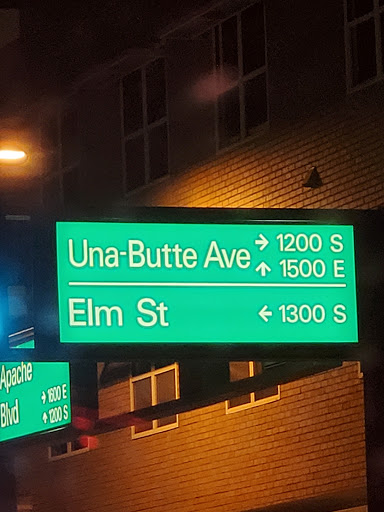 Una-Butte Ave → 1200 S
↑ 1500 E
Elm St ← 1300 S
Apache
Blvd
→ 1600 E
↑ 1200 S